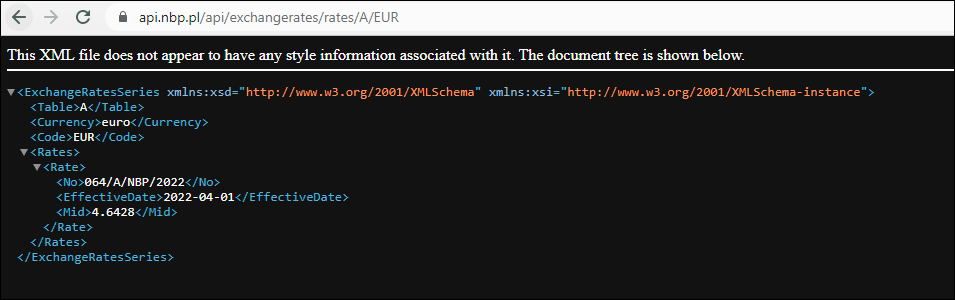 api.nbp.pl/api/exchangerates/rates/A/EUR
This XML file does not appear to have any style information associated with it. The document tree is shown below.
<ExchangeRatesSeries xmlns:xsd="http://www.w3.org/2001/XMLSchema" xmlns:xsi="http://www.w3.org/2001/XMLSchema-instance">
<Table>A</Table>
<Currency>euro</Currency>
<Code>EUR</Code>
<Rates>
<Rate>
<No>064/A/NBP/2022</No>
<EffectiveDate>2022-04-01</EffectiveDate>
<Mid>4.6428</Mid>
</Rate>
</Rates>
</ExchangeRatesSeries>